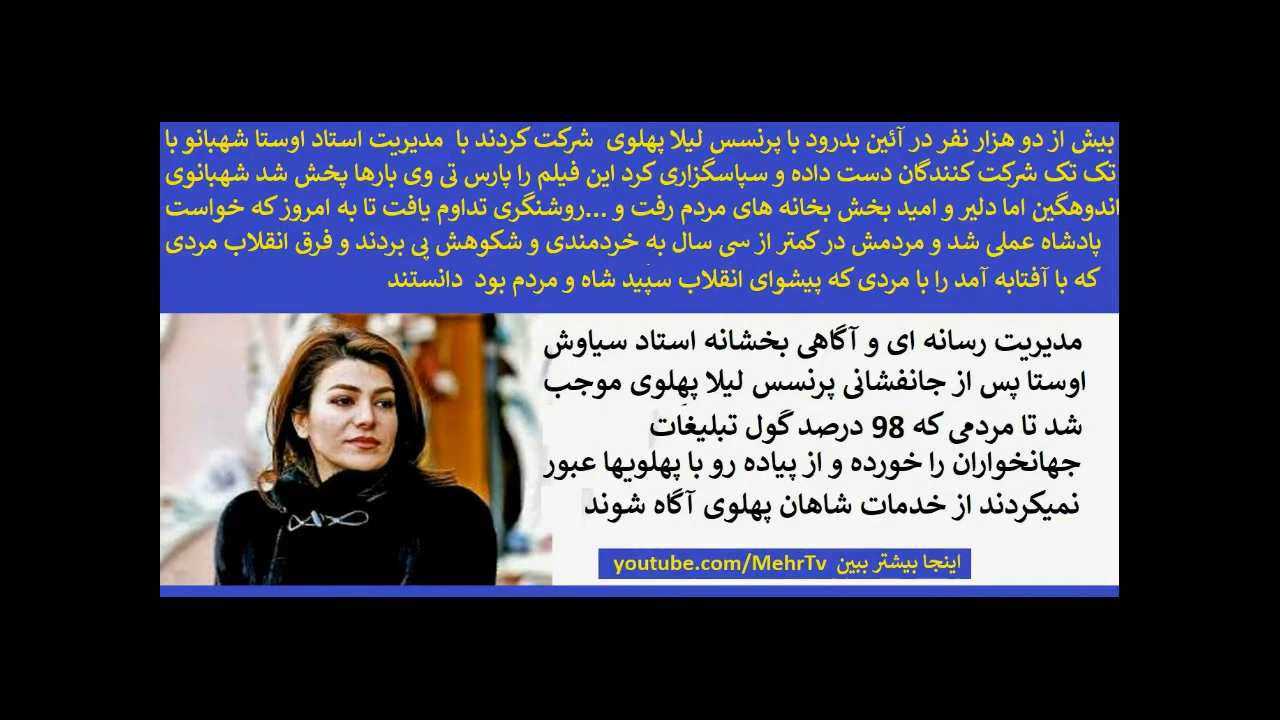 بیش از دو هزار نفر در آئین بدرود با پرنسس لیلا پهلوی شرکت کردند با مدیریت استاد اوستا شهبانو با
تک تک شرکت کنندگان دست داده و سپاسگزاری کرد این فیلم را پارس تی وی بارها پخش شد شهبانوی
اندوهگین اما دلیر و امید بخش بخانه های مردم رفت و ...روشنگری تداوم یافت تا به امروز که خواست
پادشاه عملی شد و مردمش در کمتر از سی سال به خردمندی و شکوهش پی بردند و فرق انقلاب مردی
که با آفتابه آمد را با مردی که پیشوای انقلاب سپید شاه و مردم بود دانستند
مدیریت رسانه ای و آگاهی بخشانه استاد سیاوش
اوستا پس از جانفشانی پرنسس لیلا پهلوی موجب
شد تا مردمی که 98 درصد گول تبلیغات
جهانخواران را خورده و از پیاده رو با پهلویها عبور
نمیکردند از خدمات شاهان پهلوی آگاه شوند
اینجا بیشتر ببین youtube.com/MehrTv